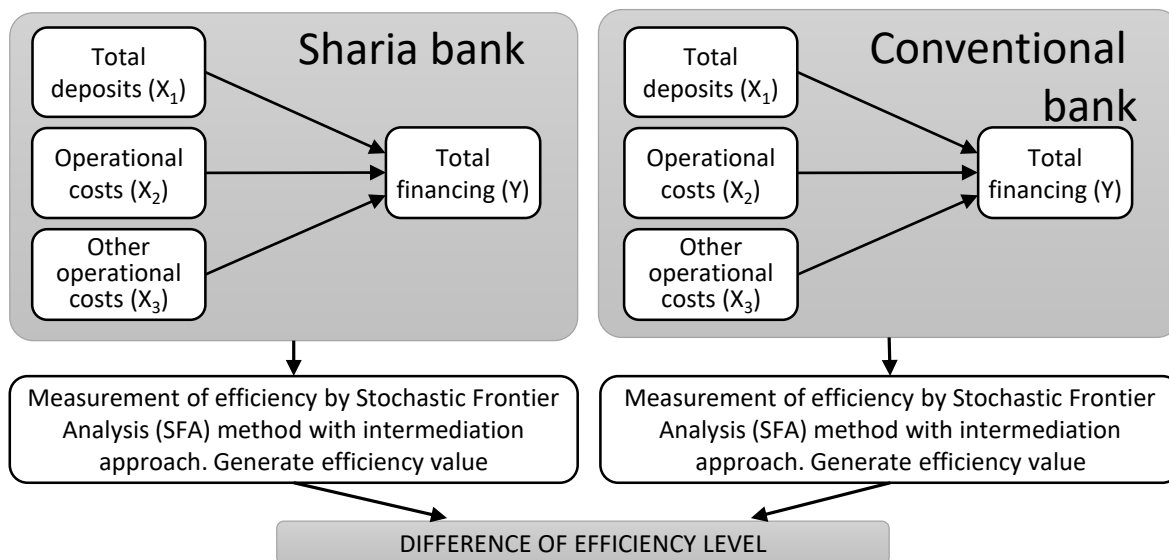 Sharia bank
Total
deposits (X₁)
Operational
costs (X₂)
Other
operational
costs (X₃)
Total
financing (Y)
Conventional
bank
Total
deposits (X₁)
Operational
costs (X₂)
Other
operational
costs (X₃)
Total
financing (Y)
Measurement of efficiency by Stochastic Frontier
Analysis (SFA) method with intermediation
approach. Generate efficiency value
Measurement of efficiency by Stochastic Frontier
Analysis (SFA) method with intermediation
approach. Generate efficiency value
DIFFERENCE OF EFFICIENCY LEVEL